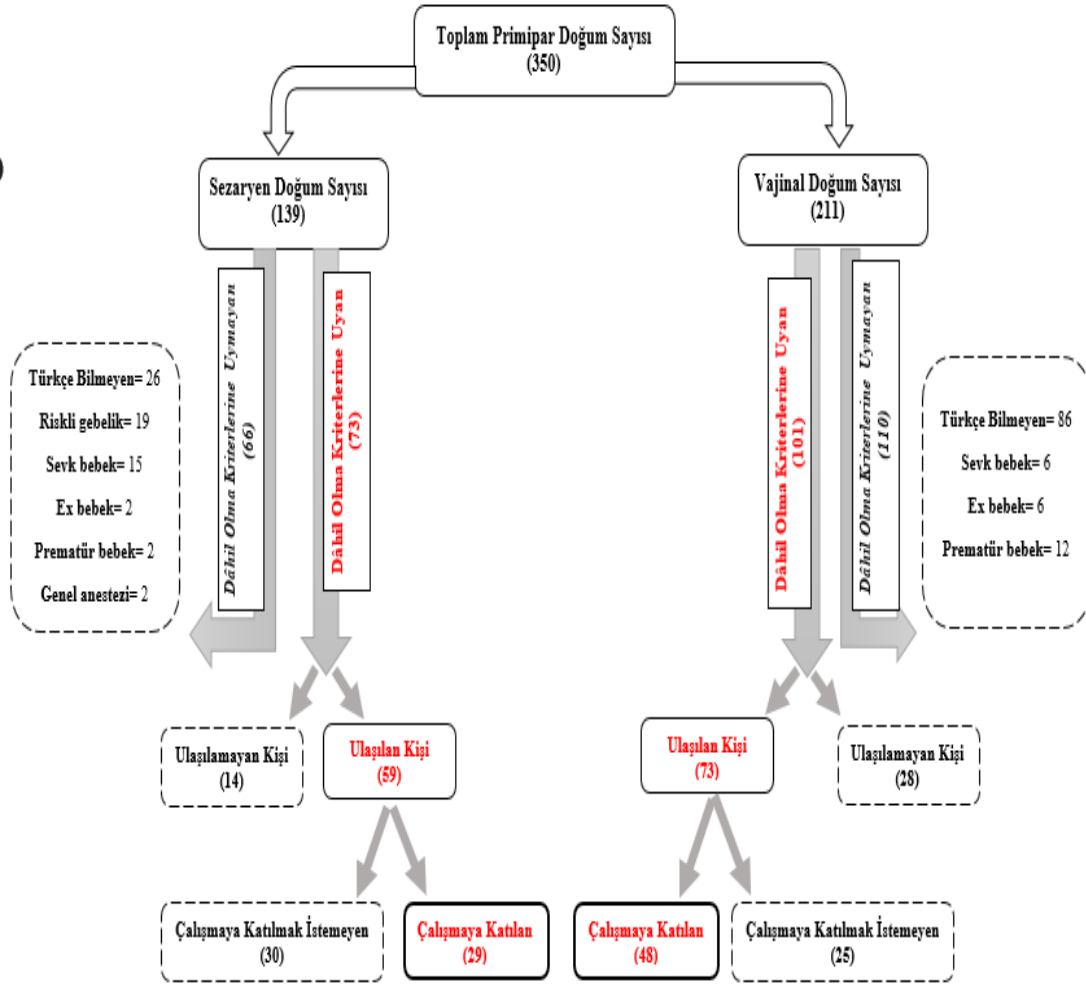 Toplam Primipar Doğum Sayısı
(350)
Sezaryen Doğum Sayısı
(139)
Vajinal Doğum Sayısı
(211)
Dâhil Olma Kriterlerine Uymayan
(66)
Dâhil Olma Kriterlerine Uyan
(73)
Dâhil Olma Kriterlerine Uyan
(101)
Dâhil Olma Kriterlerine Uymayan
(110)
Türkçe Bilmeyen= 26
Riskli gebelik= 19
Sevk bebek= 15
Ex bebek= 2
Prematür bebek= 2
Genel anestezi= 2
Türkçe Bilmeyen= 86
Sevk bebek= 6
Ex bebek= 6
Prematür bebek= 12
Ulaşılamayan Kişi
(14)
Ulaşılan Kişi
(59)
Ulaşılan Kişi
(73)
Ulaşılamayan Kişi
(28)
Çalışmaya Katılmak İstemeyen
(30)
Çalışmaya Katılan
(29)
Çalışmaya Katılan
(48)
Çalışmaya Katılmak İstemeyen
(25)